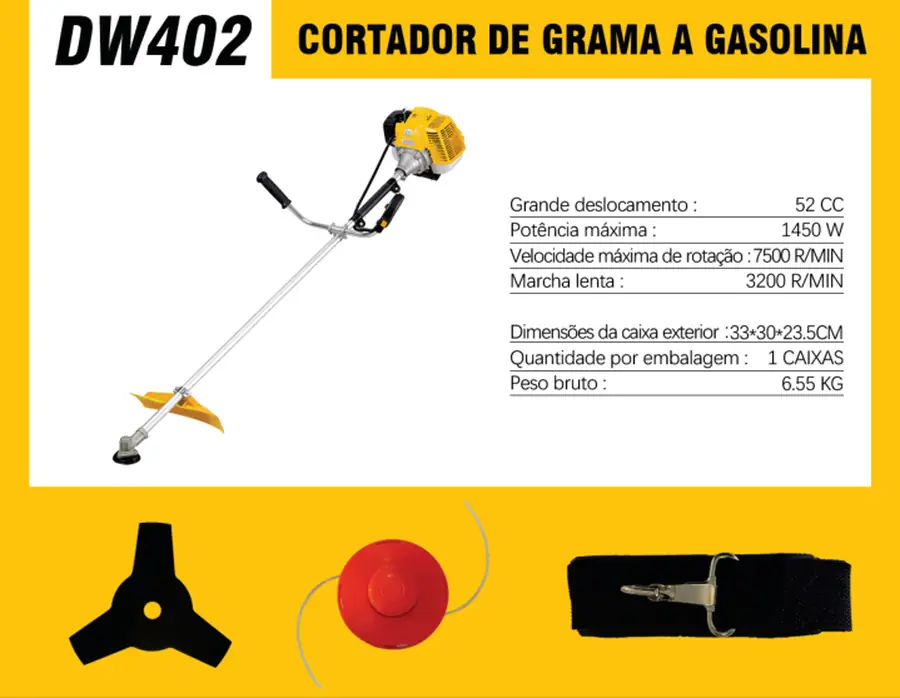 DW402
CORTADOR DE GRAMA A GASOLINA
Grande deslocamento : 52 CC
Potência máxima : 1450 W
Velocidade máxima de rotação : 7500 R/MIN
Marcha lenta : 3200 R/MIN
Dimensões da caixa exterior : 33*30*23.5CM
Quantidade por embalagem : 1 CAIXAS
Peso bruto : 6.55 KG